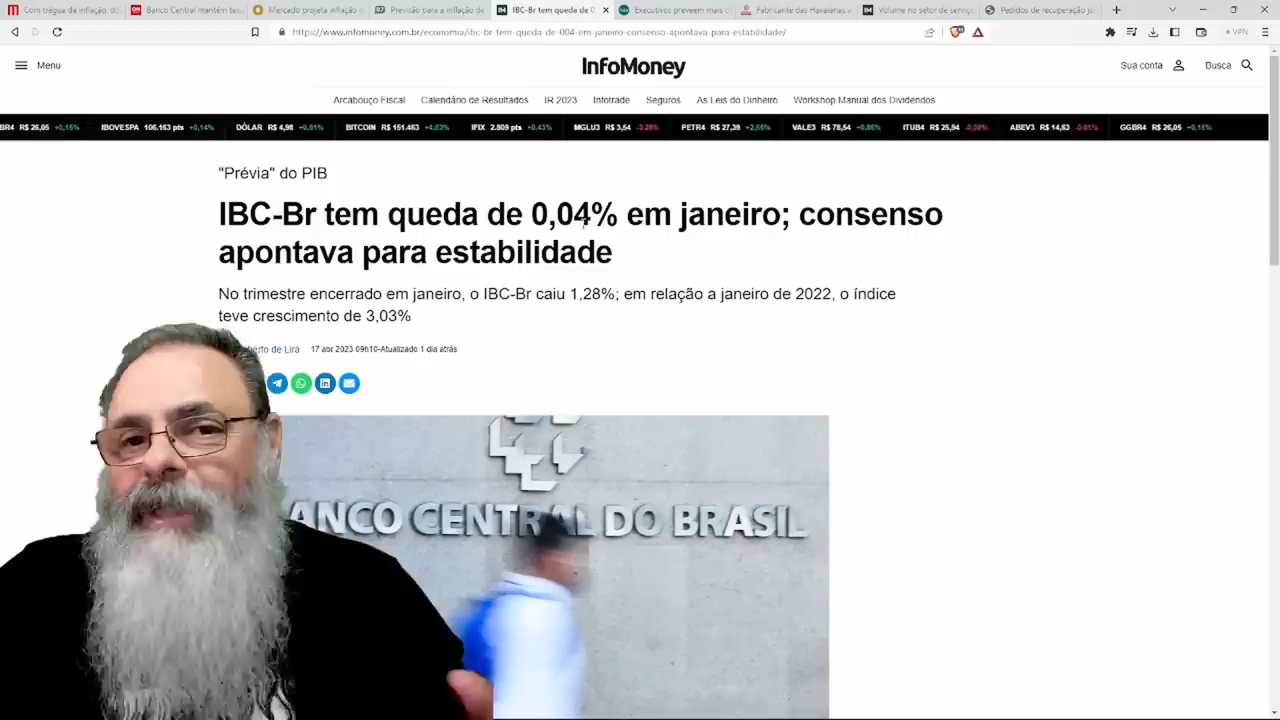 Com trégua da inflação, dó
Banco Central mantém taxa
Mercado projeta inflação n
Previsão para a inflação de
IBC-Br tem queda de 0,
Executivos preveem mais d
Fabricante das Havaianas a
Volume no setor de serviço
Pedidos de recuperação ju
https://www.infomoney.com.br/economia/ibc-br-tem-queda-de-004-em-janeiro-consenso-apontava-para-estabilidade/
VPN
Menu
InfoMoney
Sua conta
Busca
Arcabouço Fiscal Calendário de Resultados IR 2023 Infotrade Seguros As Leis do Dinheiro Workshop Manual dos Dividendos
BR4 R$ 26,05 +0,15% IBOVESPA 106.163 pts +0,14% DÓLAR R$ 4,98 +0,81% BITCOIN R$ 151.463 +4,03% IFIX 2.809 pts +0,43% MGLU3 R$ 3,54 -3,28% PETR4 R$ 27,39 +2,55% VALE3 R$ 78,54 +0,86% ITUB4 R$ 25,94 -0,08% ABEV3 R$ 14,63 -0,81% GGBR4 R$ 26,05 +0,15%
"Prévia" do PIB
IBC-Br tem queda de 0,04% em janeiro; consenso
apontava para estabilidade
No trimestre encerrado em janeiro, o IBC-Br caiu 1,28%; em relação a janeiro de 2022, o índice
teve crescimento de 3,03%
berto de Lira 17 abr 2023 09h10-Atualizado 1 dia atrás
ANCO CENTRAL DO BRASIL